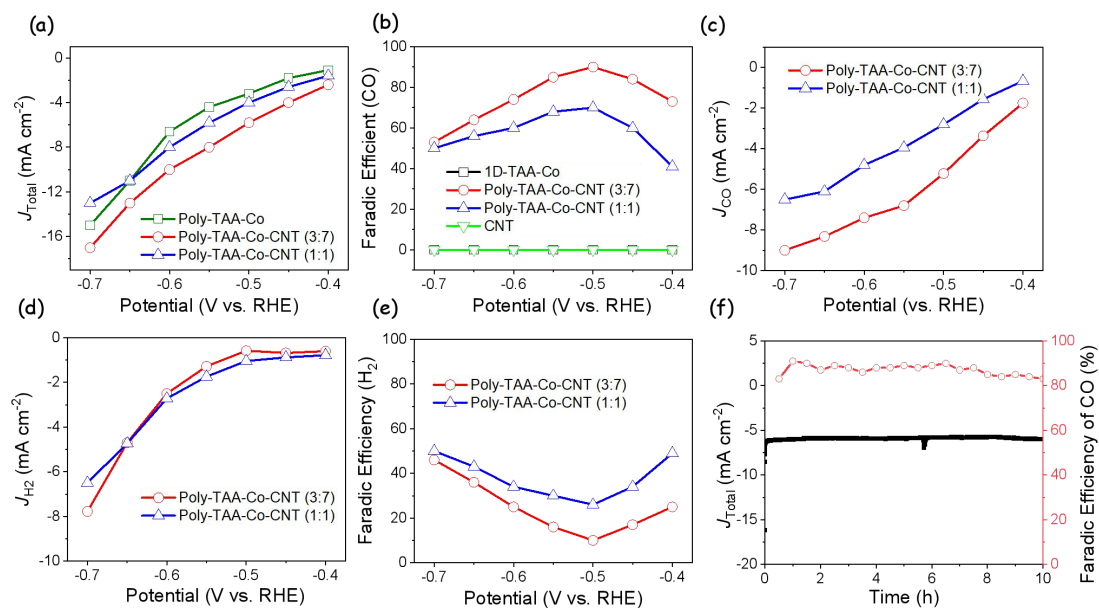 (a)
0
-4
-8
-12
-16
J_Total (mA cm⁻²)
Poly-TAA-Co
Poly-TAA-Co-CNT (3:7)
Poly-TAA-Co-CNT (1:1)
-0.7 -0.6 -0.5 -0.4
Potential (V vs. RHE)
(b)
100
80
60
40
20
0
Faradic Efficient (CO)
1D-TAA-Co
Poly-TAA-Co-CNT (3:7)
Poly-TAA-Co-CNT (1:1)
CNT
-0.7 -0.6 -0.5 -0.4
Potential (V vs. RHE)
(c)
0
-2
-4
-6
-8
-10
J_CO (mA cm⁻²)
Poly-TAA-Co-CNT (3:7)
Poly-TAA-Co-CNT (1:1)
-0.7 -0.6 -0.5 -0.4
Potential (vs. RHE)
(d)
0
-2
-4
-6
-8
-10
J_H2 (mA cm⁻²)
Poly-TAA-Co-CNT (3:7)
Poly-TAA-Co-CNT (1:1)
-0.7 -0.6 -0.5 -0.4
Potential (V vs. RHE)
(e)
100
80
60
40
20
0
Faradic Efficiency (H₂)
Poly-TAA-Co-CNT (3:7)
Poly-TAA-Co-CNT (1:1)
-0.7 -0.6 -0.5 -0.4
Potential (V vs. RHE)
(f)
5
0
-5
-10
-15
-20
J_Total (mA cm⁻²)
100
80
60
40
20
0
Faradic Efficiency of CO (%)
0 2 4 6 8 10
Time (h)